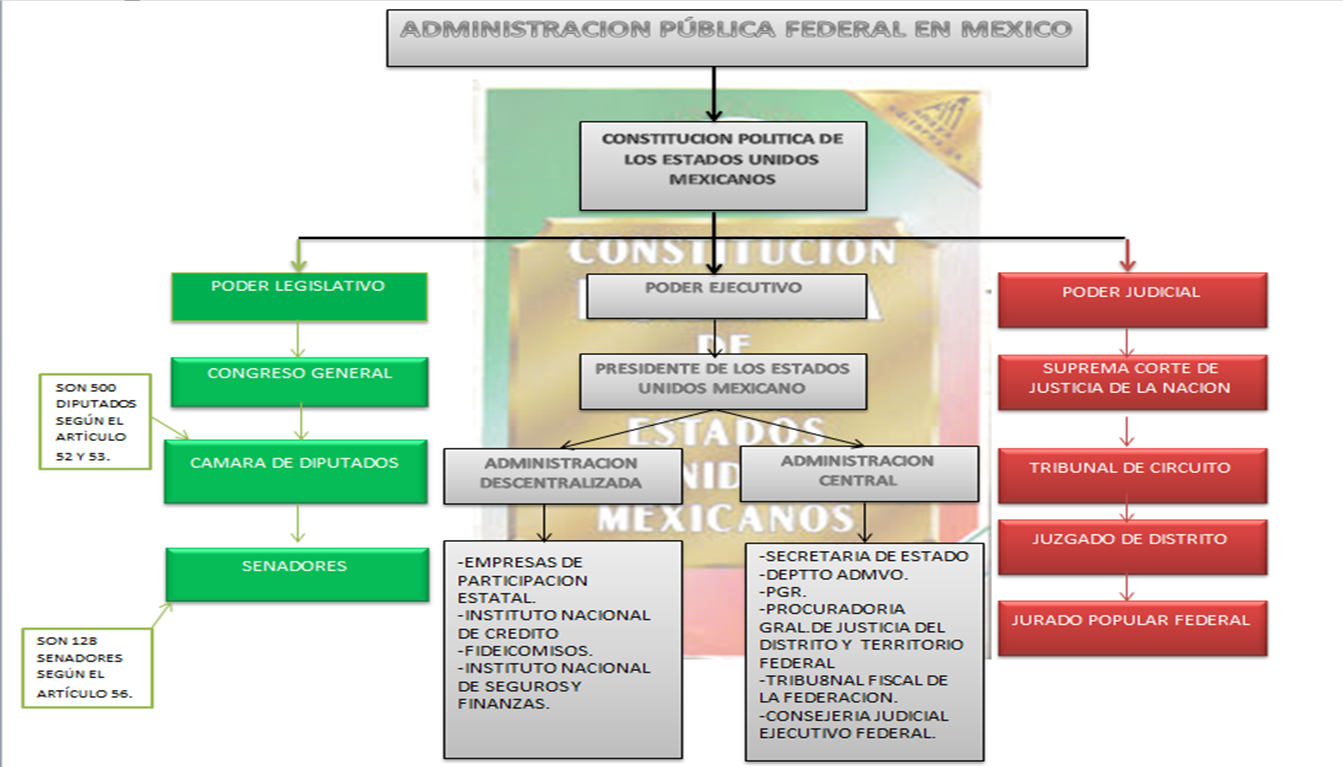 ADMINISTRACION PÚBLICA FEDERAL EN MEXICO
CONSTITUCION POLITICA DE
LOS ESTADOS UNIDOS
MEXICANOS
CONSTITUCION
DE
ESTADOS
MEXICANOS
PODER LEGISLATIVO
CONGRESO GENERAL
SON 500
DIPUTADOS
SEGÚN EL
ARTÍCULO
52 Y 53.
CAMARA DE DIPUTADOS
SENADORES
SON 128
SENADORES
SEGÚN EL
ARTÍCULO 56.
PODER EJECUTIVO
PRESIDENTE DE LOS ESTADOS
UNIDOS MEXICANO
ADMINISTRACION
DESCENTRALIZADA
-EMPRESAS DE
PARTICIPACION
ESTATAL.
-INSTITUTO NACIONAL
DE CREDITO
-FIDEICOMISOS.
-INSTITUTO NACIONAL
DE SEGUROS Y
FINANZAS.
ADMINISTRACION
CENTRAL
-SECRETARIA DE ESTADO
-DEPTTO ADMVO.
-PGR.
-PROCURADORIA
GRAL.DE JUSTICIA DEL
DISTRITO Y TERRITORIO
FEDERAL
-TRIBU8NAL FISCAL DE
LA FEDERACION.
-CONSEJERIA JUDICIAL
EJECUTIVO FEDERAL.
PODER JUDICIAL
SUPREMA CORTE DE
JUSTICIA DE LA NACION
TRIBUNAL DE CIRCUITO
JUZGADO DE DISTRITO
JURADO POPULAR FEDERAL